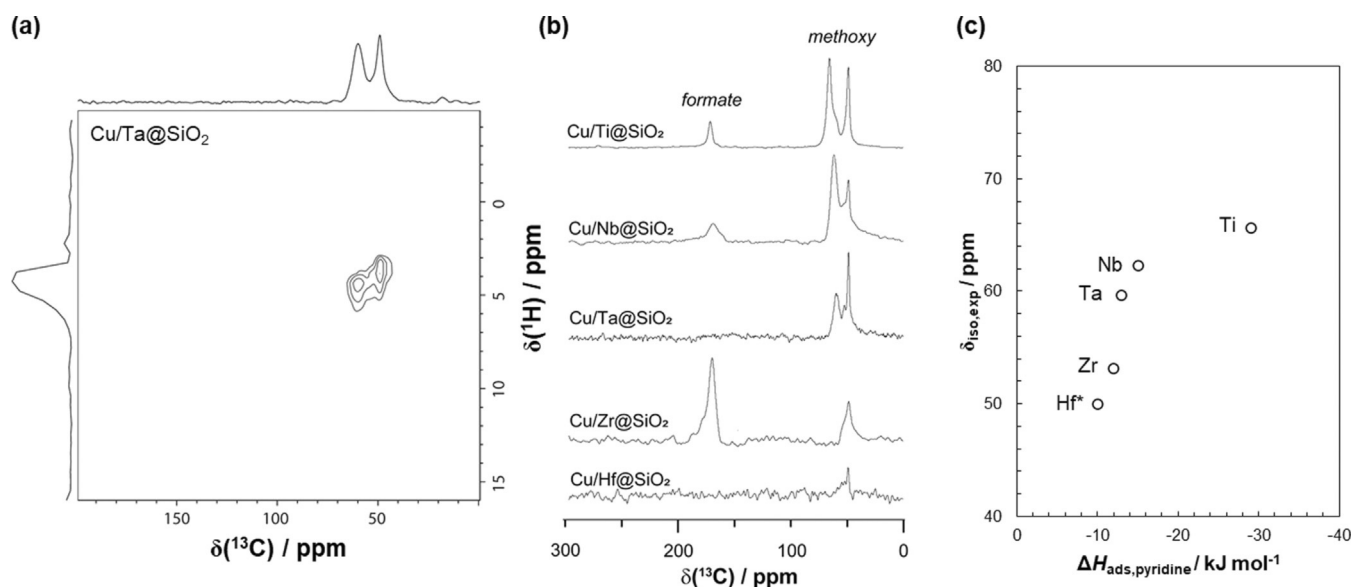 (a)
Cu/Ta@SiO₂
0
5
10
15
δ(¹H) / ppm
150
100
50
δ(¹³C) / ppm
(b)
methoxy
formate
Cu/Ti@SiO₂
Cu/Nb@SiO₂
Cu/Ta@SiO₂
Cu/Zr@SiO₂
Cu/Hf@SiO₂
300
200
100
0
δ(¹³C) / ppm
(c)
80
70
60
50
40
δiso,exp / ppm
Ti
Nb
Ta
Zr
Hf*
0
-10
-20
-30
-40
ΔHads,pyridine / kJ mol⁻¹